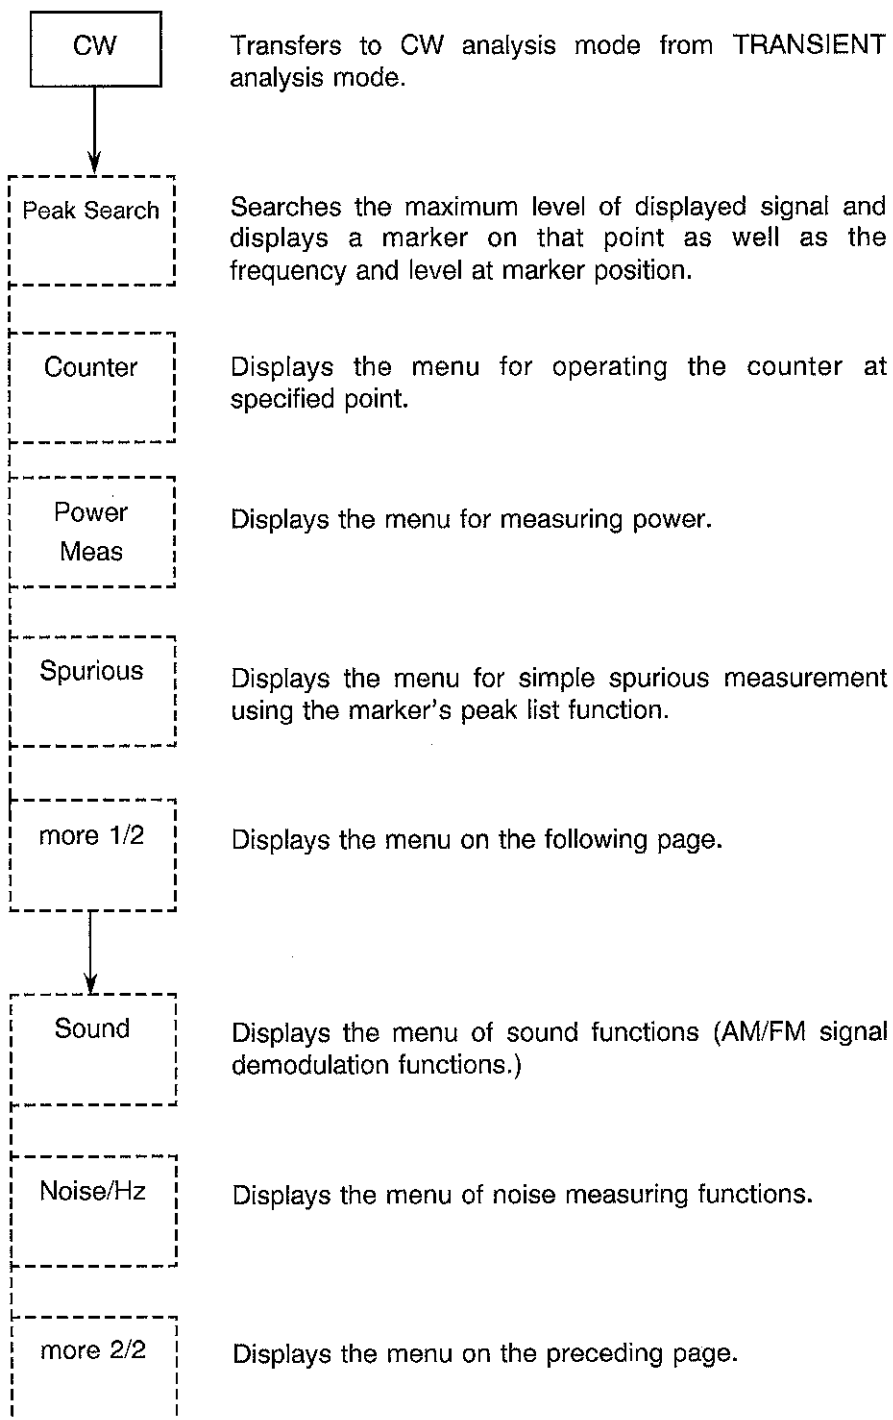 CW
Transfers to CW analysis mode from TRANSIENT
analysis mode.
Peak Search
Searches the maximum level of displayed signal and
displays a marker on that point as well as the
frequency and level at marker position.
Counter
Displays the menu for operating the counter at
specified point.
Power
Meas
Displays the menu for measuring power.
Spurious
Displays the menu for simple spurious measurement
using the marker's peak list function.
more 1/2
Displays the menu on the following page.
Sound
Displays the menu of sound functions (AM/FM signal
demodulation functions.)
Noise/Hz
Displays the menu of noise measuring functions.
more 2/2
Displays the menu on the preceding page.